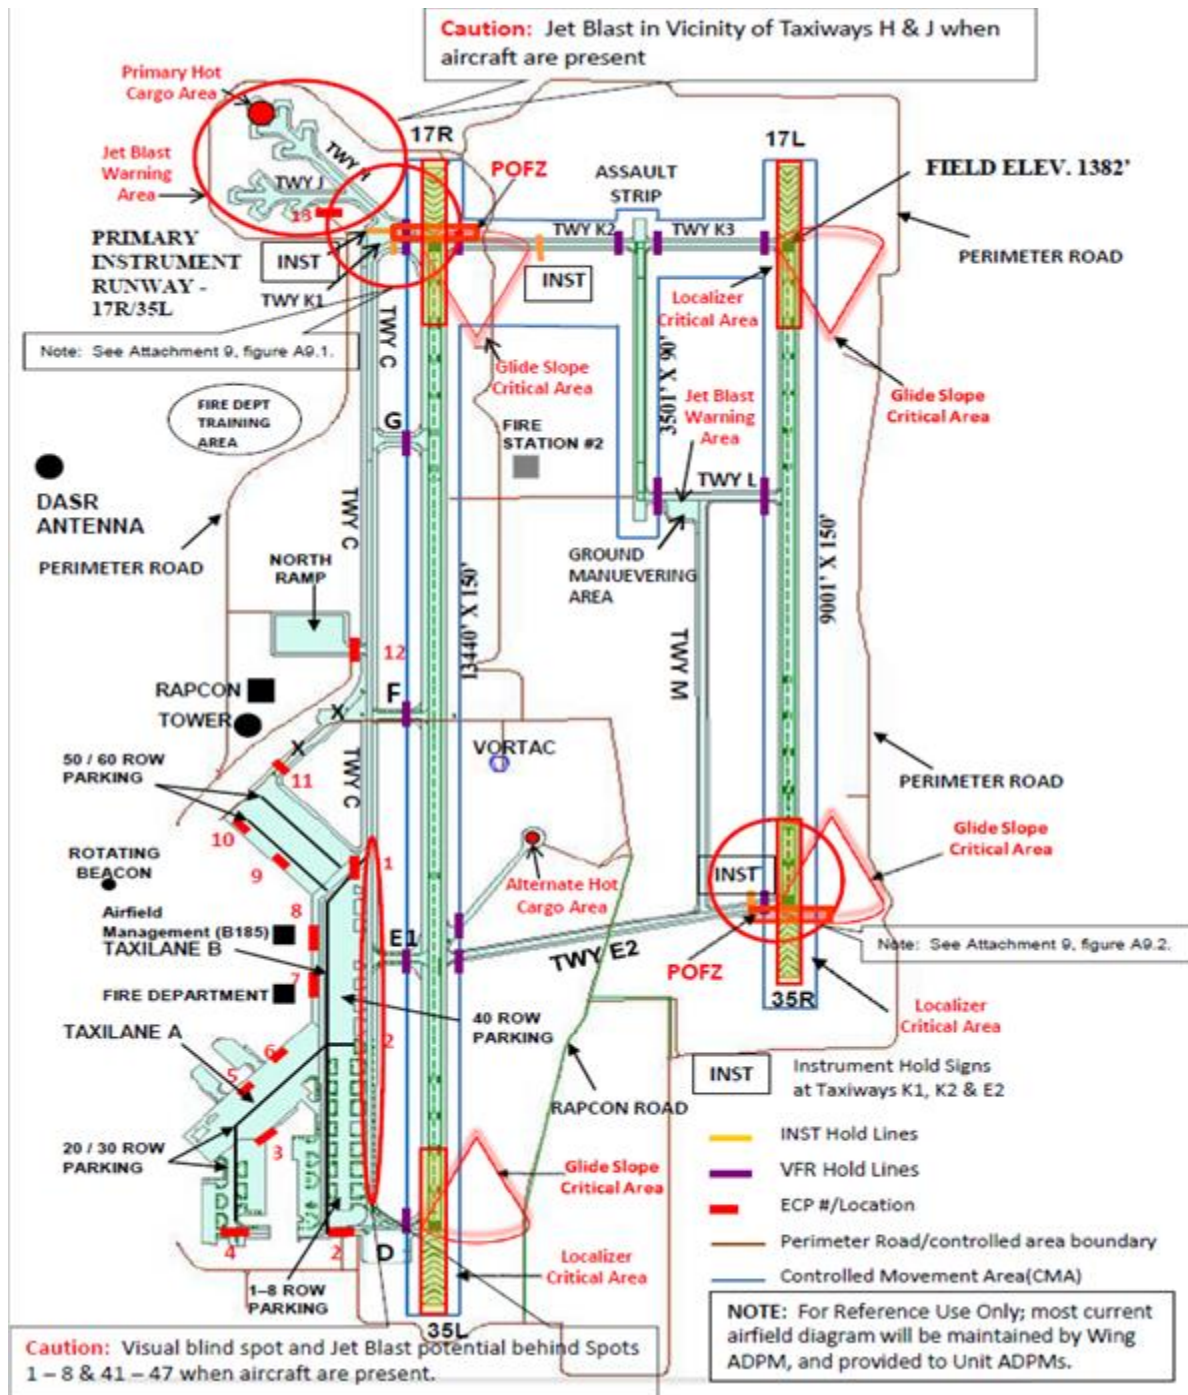 Caution: Jet Blast in Vicinity of Taxiways H & J when
aircraft are present
Primary Hot
Cargo Area
17R
17L
Jet Blast
Warning
Area
TWY H
TWY J
POFZ
ASSAULT
STRIP
FIELD ELEV. 1382'
13
PRIMARY
INSTRUMENT
RUNWAY -
17R/35L
INST
TWY K1
TWY K2
TWY K3
INST
PERIMETER ROAD
Localizer
Critical Area
Note: See Attachment 9, figure A9.1.
TWY C
Glide Slope
Critical Area
3501' X 90'
Jet Blast
Warning
Area
Glide Slope
Critical Area
FIRE DEPT
TRAINING
AREA
G
FIRE
STATION #2
DASR
ANTENNA
TWY C
TWY L
PERIMETER ROAD
GROUND
MANUEVERING
AREA
NORTH
RAMP
13440' X 150'
9001' X 150'
12
TWY M
RAPCON
TOWER
X
F
X
VORTAC
50 / 60 ROW
PARKING
11
TWY C
PERIMETER ROAD
10
Glide Slope
Critical Area
ROTATING
BEACON
9
1
Alternate Hot
Cargo Area
INST
8
Airfield
Management (B185)
TAXILANE B
E1
TWY E2
Note: See Attachment 9, figure A9.2.
POFZ
7
FIRE DEPARTMENT
35R
Localizer
Critical Area
TAXILANE A
40 ROW
PARKING
6
2
5
INST
Instrument Hold Signs
at Taxiways K1, K2 & E2
RAPCON ROAD
20 / 30 ROW
PARKING
3
INST Hold Lines
Glide Slope
Critical Area
VFR Hold Lines
ECP #/Location
4
2
D
Perimeter Road/controlled area boundary
Localizer
Critical Area
Controlled Movement Area(CMA)
1–8 ROW
PARKING
35L
NOTE: For Reference Use Only; most current
airfield diagram will be maintained by Wing
ADPM, and provided to Unit ADPMs.
Caution: Visual blind spot and Jet Blast potential behind Spots
1 – 8 & 41 – 47 when aircraft are present.